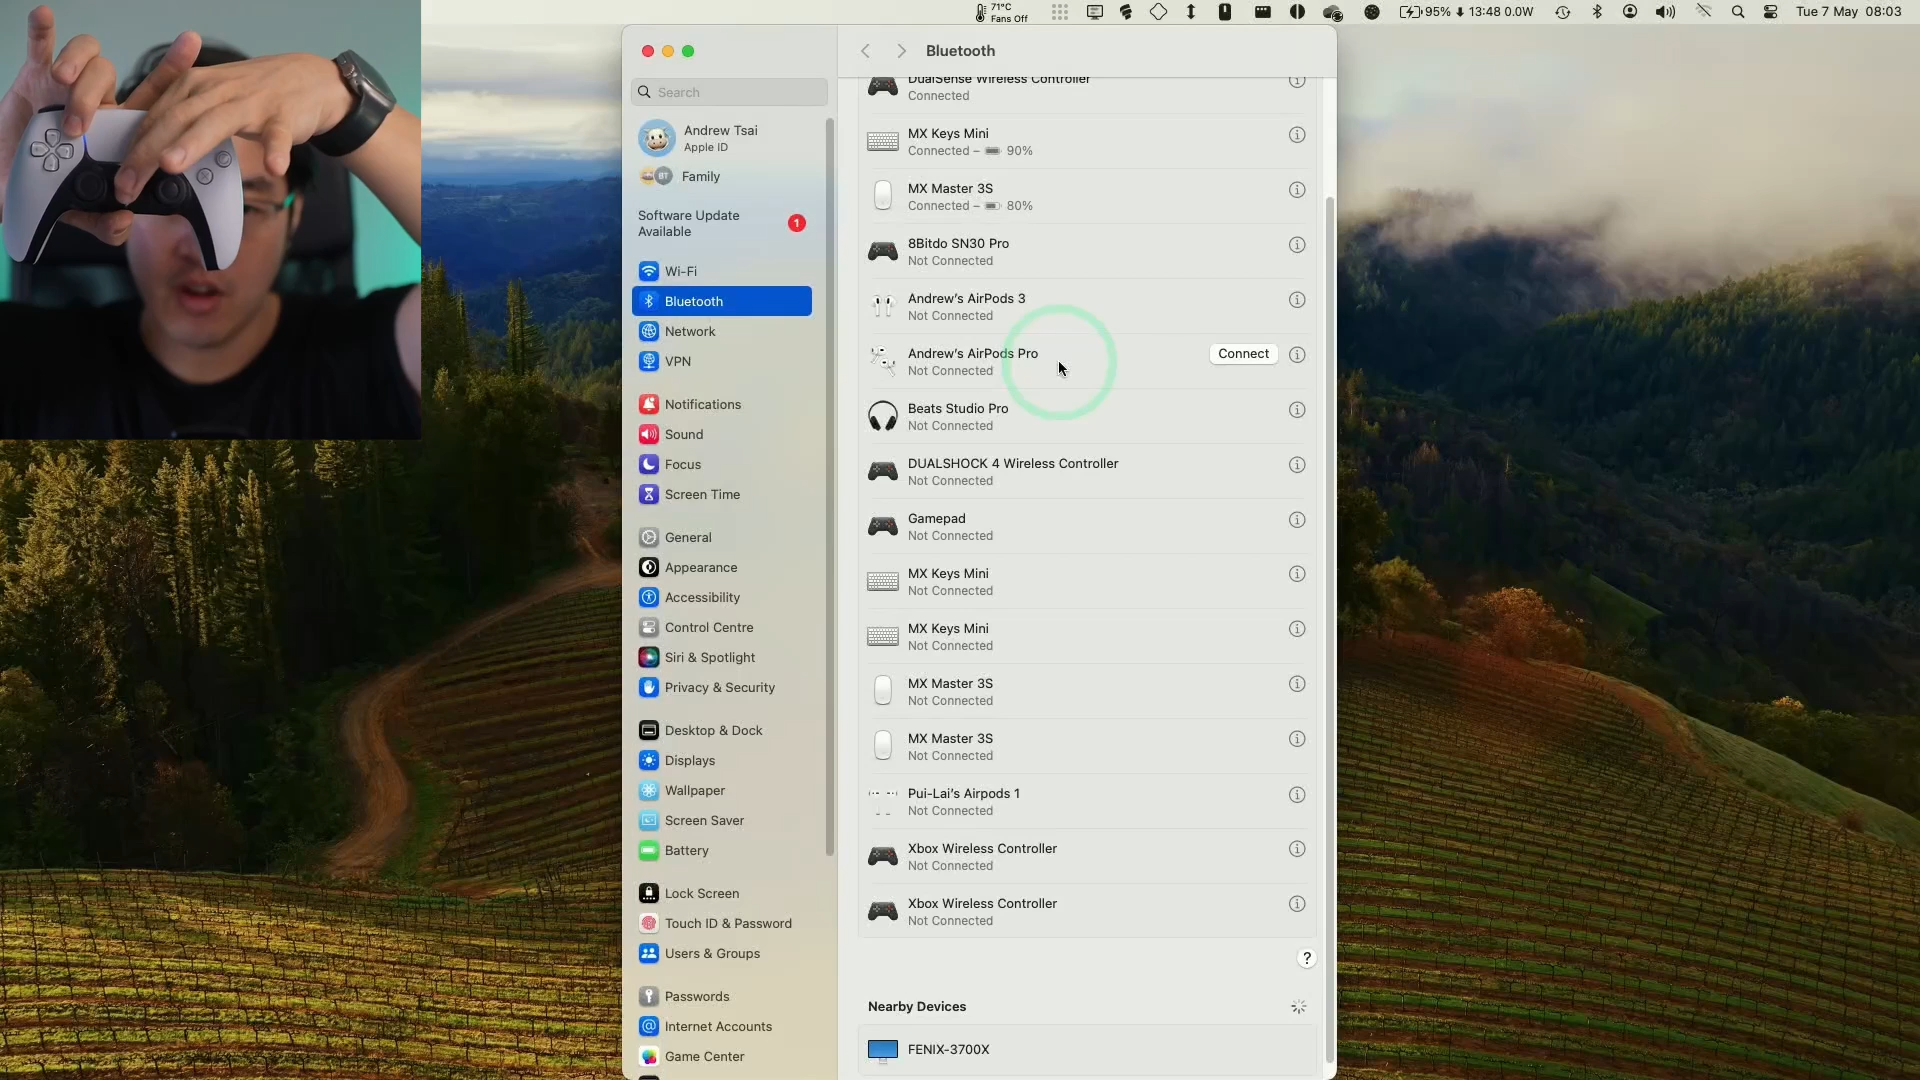 71°C
Fans Off
95% 13:48 0.0W
Tue 7 May 08:03
Search
Andrew Tsai
Apple ID
BT
Family
Software Update
Available
1
Wi-Fi
Bluetooth
Network
VPN
Notifications
Sound
Focus
Screen Time
General
Appearance
Accessibility
Control Centre
Siri & Spotlight
Privacy & Security
Desktop & Dock
Displays
Wallpaper
Screen Saver
Battery
Lock Screen
Touch ID & Password
Users & Groups
Passwords
Internet Accounts
Game Center
Bluetooth
DualSense Wireless Controller
Connected
MX Keys Mini
Connected – 90%
MX Master 3S
Connected – 80%
8Bitdo SN30 Pro
Not Connected
Andrew's AirPods 3
Not Connected
Andrew's AirPods Pro
Not Connected
Connect
Beats Studio Pro
Not Connected
DUALSHOCK 4 Wireless Controller
Not Connected
Gamepad
Not Connected
MX Keys Mini
Not Connected
MX Keys Mini
Not Connected
MX Master 3S
Not Connected
MX Master 3S
Not Connected
Pui-Lai's Airpods 1
Not Connected
Xbox Wireless Controller
Not Connected
Xbox Wireless Controller
Not Connected
?
Nearby Devices
FENIX-3700X